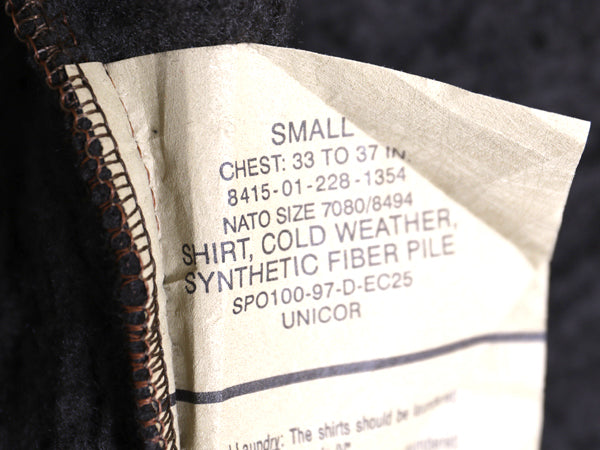 SMALL
CHEST: 33 TO 37 IN.
8415-01-228-1354
NATO SIZE 7080/8494
SHIRT, COLD WEATHER,
SYNTHETIC FIBER PILE
SPO100-97-D-EC25
UNICOR
Laundry: The shirts should be laundered